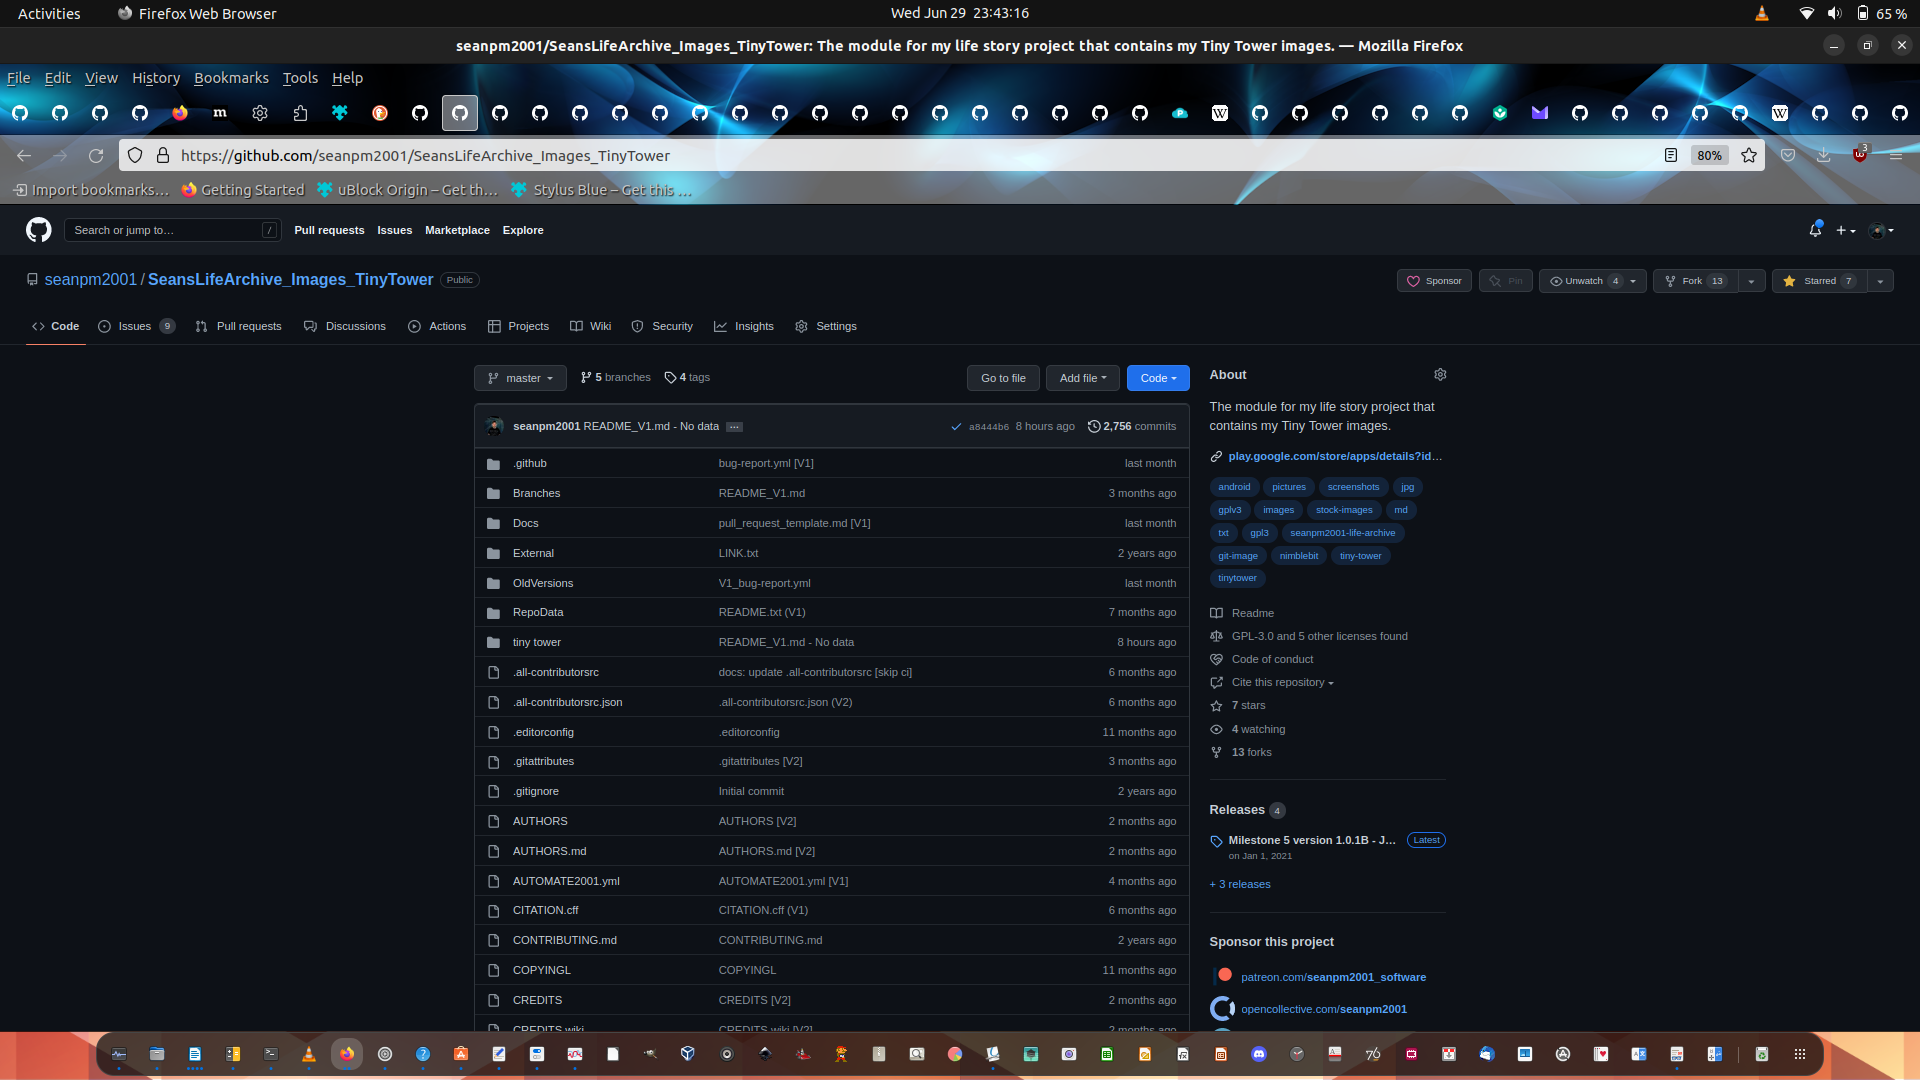 Activities
Firefox Web Browser
Wed Jun 29 23:43:16
65 %
seanpm2001/SeansLifeArchive_Images_TinyTower: The module for my life story project that contains my Tiny Tower images. — Mozilla Firefox
File Edit View History Bookmarks Tools Help
https://github.com/seanpm2001/SeansLifeArchive_Images_TinyTower
80%
3
Import bookmarks…
Getting Started
uBlock Origin – Get th…
Stylus Blue – Get this …
Search or jump to…
/
Pull requests
Issues
Marketplace
Explore
seanpm2001 / SeansLifeArchive_Images_TinyTower
Public
Sponsor
Pin
Unwatch 4
Fork 13
Starred 7
Code
Issues 9
Pull requests
Discussions
Actions
Projects
Wiki
Security
Insights
Settings
master
5 branches
4 tags
Go to file
Add file
Code
seanpm2001 README_V1.md - No data ...
a8444b6 8 hours ago
2,756 commits
.github bug-report.yml [V1] last month
Branches README_V1.md 3 months ago
Docs pull_request_template.md [V1] last month
External LINK.txt 2 years ago
OldVersions V1_bug-report.yml last month
RepoData README.txt (V1) 7 months ago
tiny tower README_V1.md - No data 8 hours ago
.all-contributorsrc docs: update .all-contributorsrc [skip ci] 6 months ago
.all-contributorsrc.json .all-contributorsrc.json (V2) 6 months ago
.editorconfig .editorconfig 11 months ago
.gitattributes .gitattributes [V2] 3 months ago
.gitignore Initial commit 2 years ago
AUTHORS AUTHORS [V2] 2 months ago
AUTHORS.md AUTHORS.md [V2] 2 months ago
AUTOMATE2001.yml AUTOMATE2001.yml [V1] 4 months ago
CITATION.cff CITATION.cff (V1) 6 months ago
CONTRIBUTING.md CONTRIBUTING.md 2 years ago
COPYINGL COPYINGL 11 months ago
CREDITS CREDITS [V2] 2 months ago
CREDITS.wiki CREDITS.wiki [V2] 2 months ago
About
The module for my life story project that
contains my Tiny Tower images.
play.google.com/store/apps/details?id…
android pictures screenshots jpg
gplv3 images stock-images md
txt gpl3 seanpm2001-life-archive
git-image nimblebit tiny-tower
tinytower
Readme
GPL-3.0 and 5 other licenses found
Code of conduct
Cite this repository
7 stars
4 watching
13 forks
Releases 4
Milestone 5 version 1.0.1B - J… Latest
on Jan 1, 2021
+ 3 releases
Sponsor this project
patreon.com/seanpm2001_software
opencollective.com/seanpm2001